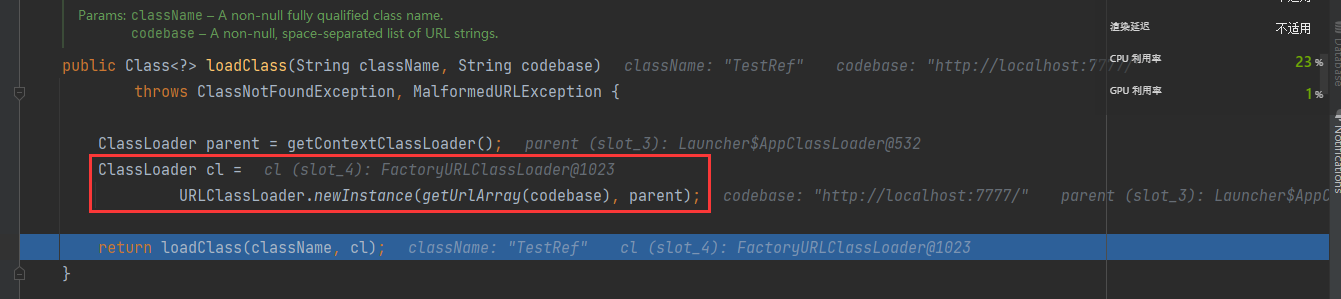 Params: className – A non-null fully qualified class name.
codebase – A non-null, space-separated list of URL strings.
public Class<?> loadClass(String className, String codebase) className: "TestRef" codebase: "http://localhost:7777/"
throws ClassNotFoundException, MalformedURLException {
ClassLoader parent = getContextClassLoader(); parent (slot_3): Launcher$AppClassLoader@532
ClassLoader cl = cl (slot_4): FactoryURLClassLoader@1023
URLClassLoader.newInstance(getUrlArray(codebase), parent); codebase: "http://localhost:7777/" parent (slot_3): Launcher$AppC
return loadClass(className, cl); className: "TestRef" cl (slot_4): FactoryURLClassLoader@1023
}
不适用
渲染延迟 不适用
CPU 利用率 23 %
GPU 利用率 1 %
Database
Notifications